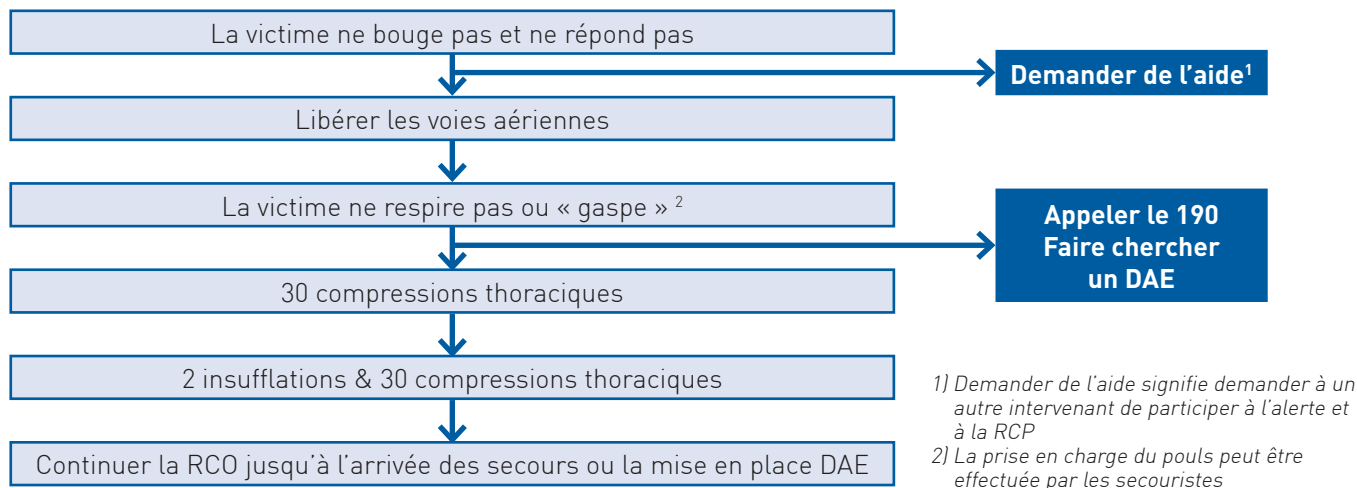 La victime ne bouge pas et ne répond pas
Demander de l’aide¹
Libérer les voies aériennes
La victime ne respire pas ou « gaspe » ²
Appeler le 190
Faire chercher
un DAE
30 compressions thoraciques
2 insufflations & 30 compressions thoraciques
Continuer la RCO jusqu’à l’arrivée des secours ou la mise en place DAE
1) Demander de l’aide signifie demander à un
autre intervenant de participer à l’alerte et
à la RCP
2) La prise en charge du pouls peut être
effectuée par les secouristes